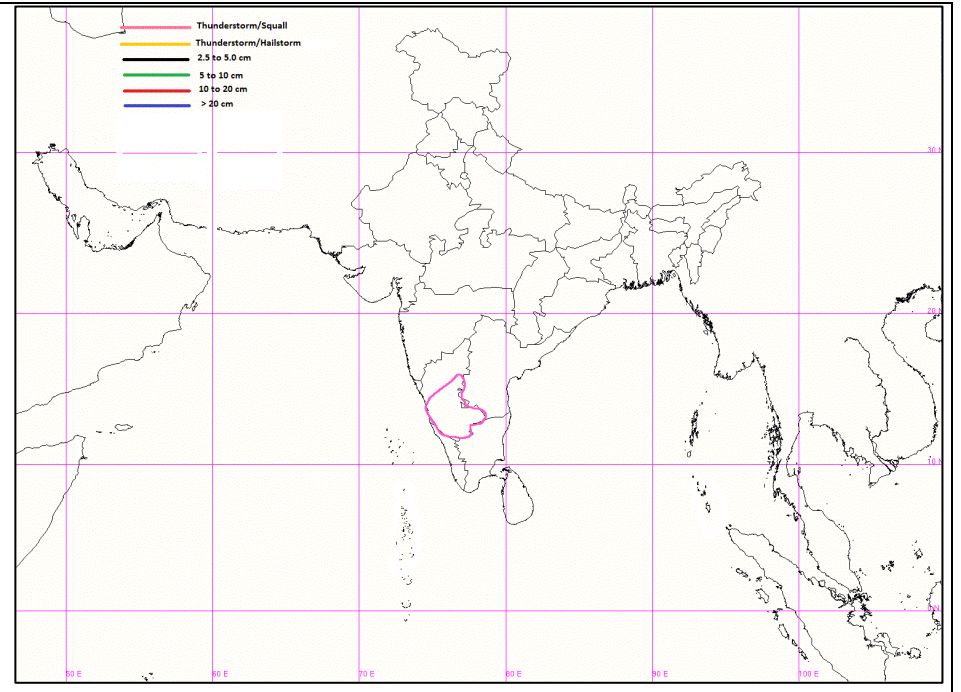 Thunderstorm/Squall
Thunderstorm/Hailstorm
2.5 to 5.0 cm
5 to 10 cm
10 to 20 cm
> 20 cm
30 N
20 N
10 N
50 E
70 E
80 E
90 E
100 E